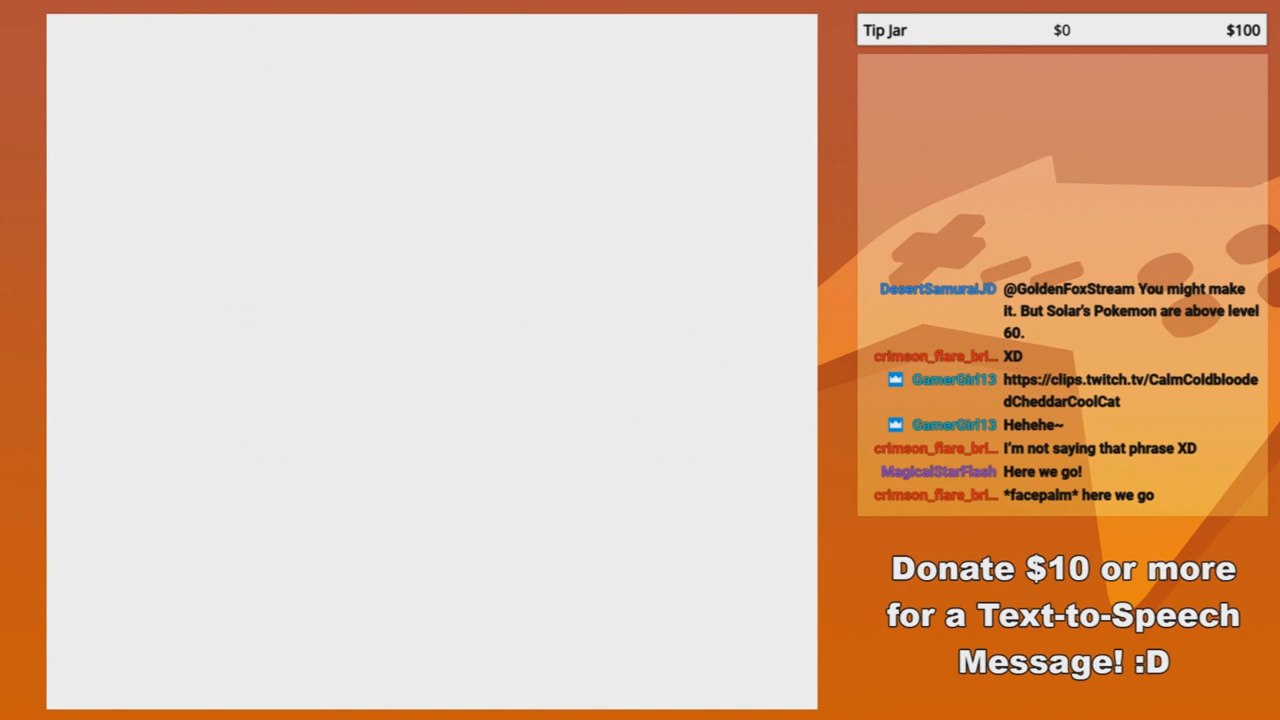 Tip Jar $0 $100
DesertSamuraiJD @GoldenFoxStream You might make
it. But Solar's Pokemon are above level
60.
crimson_flare_bri... XD
GamerGirl13 https://clips.twitch.tv/CalmColdbloode
dCheddarCoolCat
GamerGirl13 Hehehe~
crimson_flare_bri... I'm not saying that phrase XD
MagicalStarFlash Here we go!
crimson_flare_bri... *facepalm* here we go
Donate $10 or more
for a Text-to-Speech
Message! :D